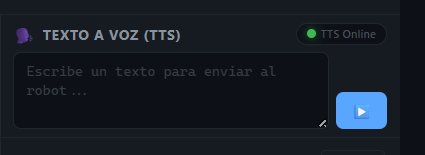 TEXTO A VOZ (TTS)
TTS Online
Escribe un texto para enviar al
robot...